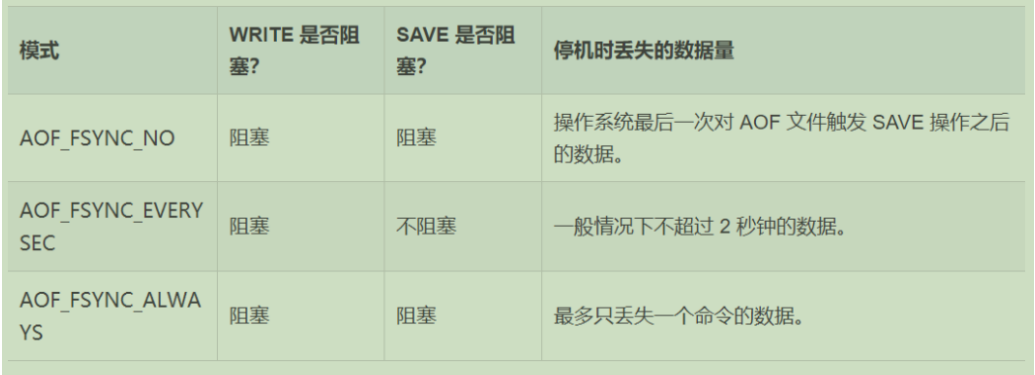 模式
WRITE 是否阻
塞?
SAVE 是否阻
塞?
停机时丢失的数据量
AOF_FSYNC_NO
阻塞
阻塞
操作系统最后一次对 AOF 文件触发 SAVE 操作之后
的数据。
AOF_FSYNC_EVERY
SEC
阻塞
不阻塞
一般情况下不超过 2 秒钟的数据。
AOF_FSYNC_ALWA
YS
阻塞
阻塞
最多只丢失一个命令的数据。